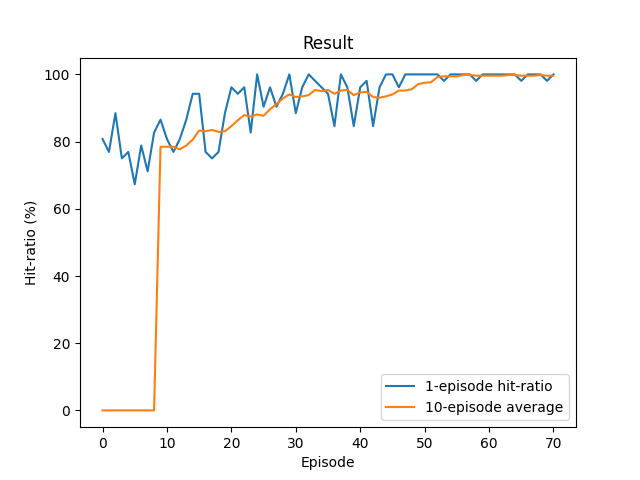 Result
Hit-ratio (%)
100
80
60
40
20
0
0 10 20 30 40 50 60 70
Episode
1-episode hit-ratio
10-episode average